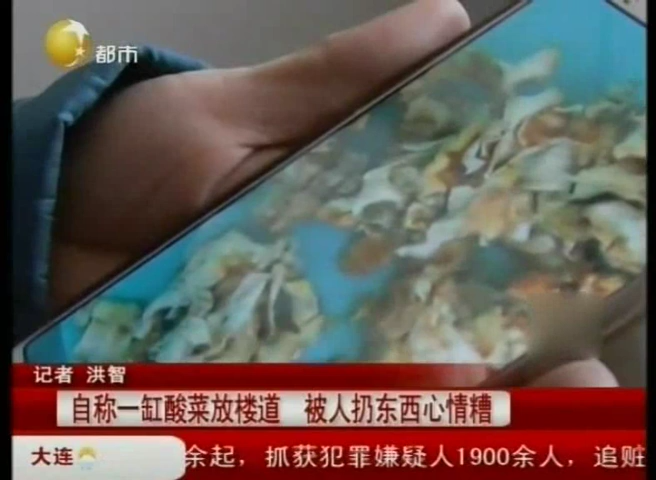 都市
记者 洪智
自称一缸酸菜放楼道 被人扔东西心情糟
大连 余起，抓获犯罪嫌疑人1900余人，追赃